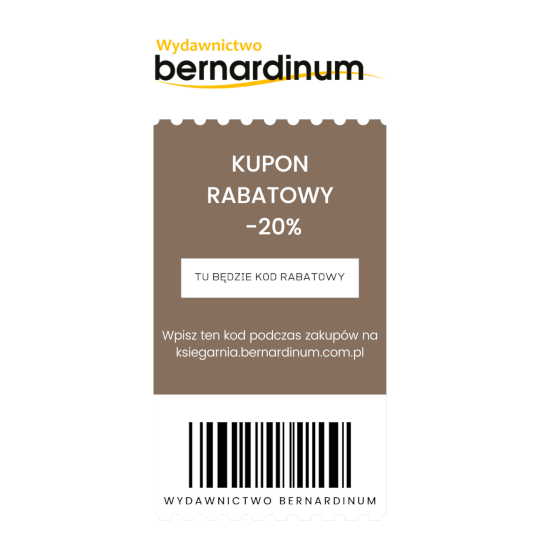 Wydawnictwo
bernardinum
KUPON
RABATOWY
-20%
TU BĘDZIE KOD RABATOWY
Wpisz ten kod podczas zakupów na
ksiegarnia.bernardinum.com.pl
WYDAWNICTWO BERNARDINUM